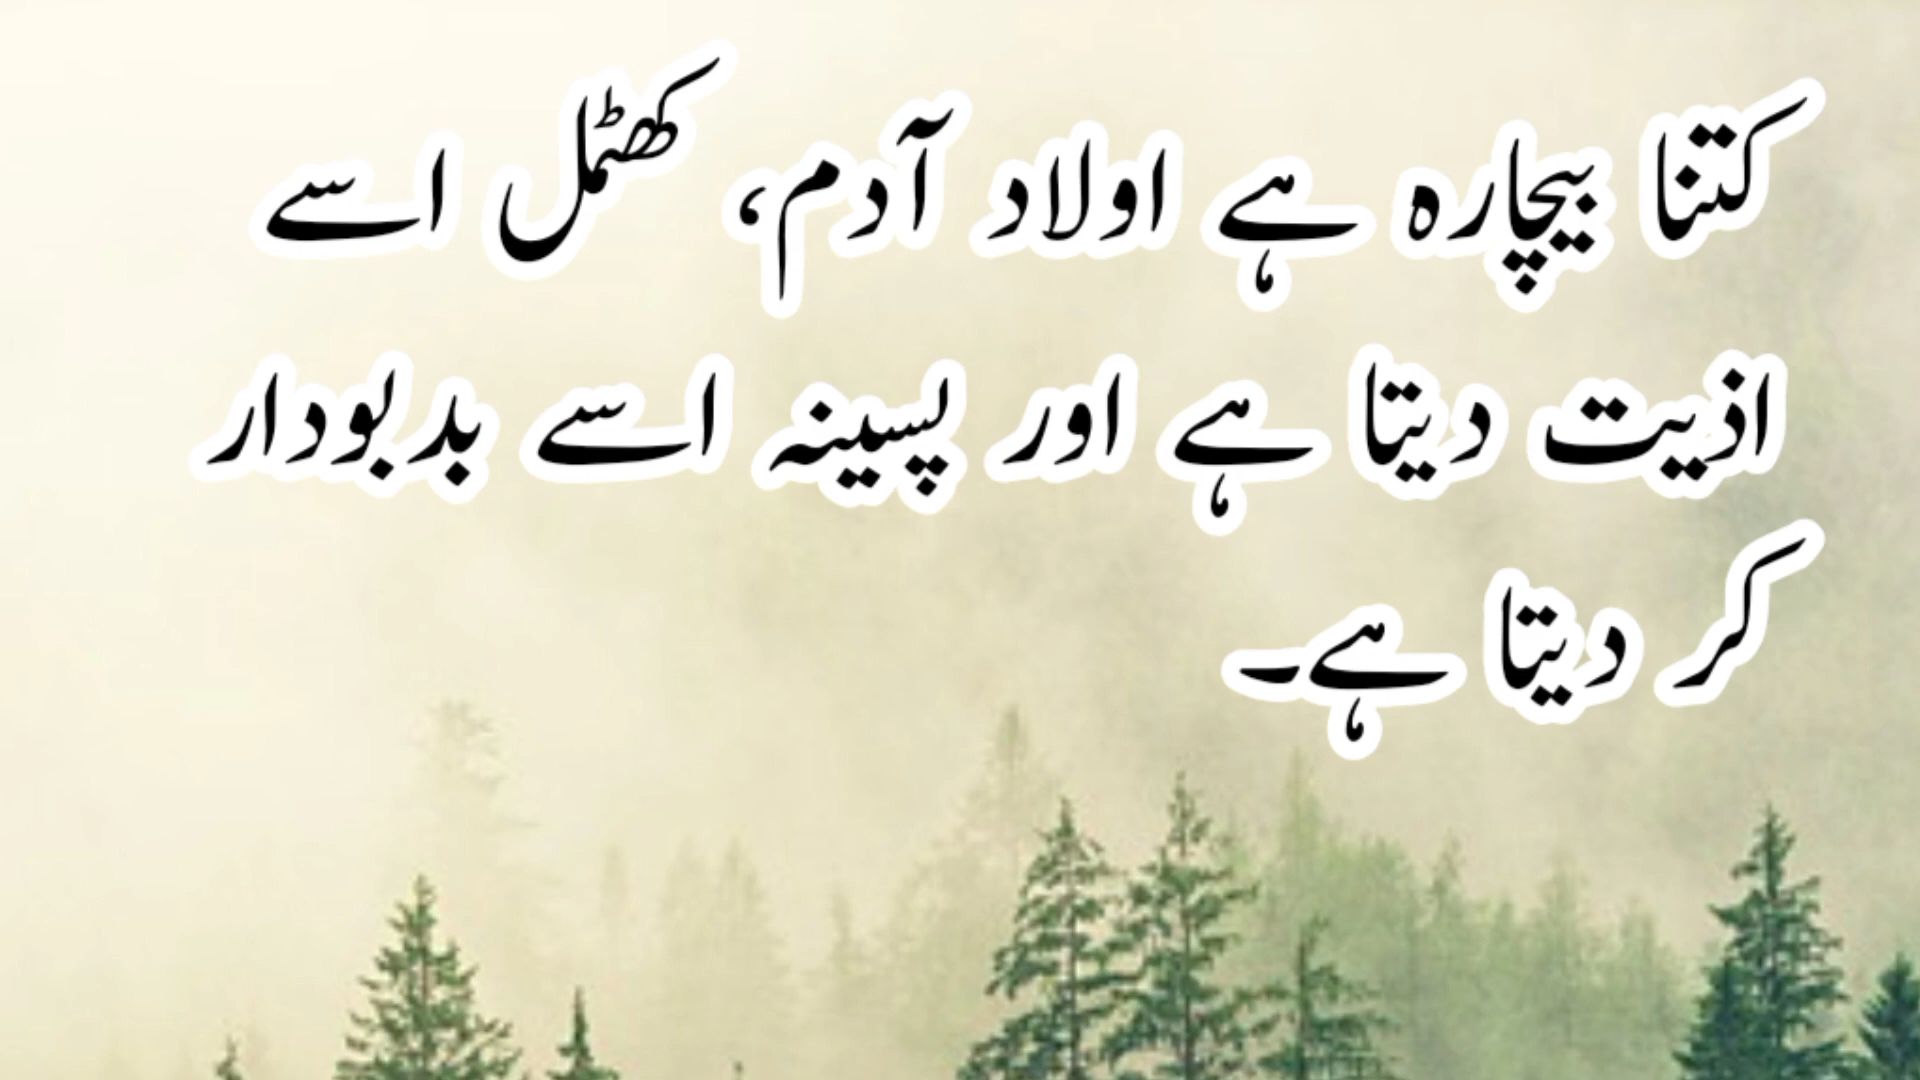 کتنا بیچارہ ہے اولاد آدم، کھٹمل اسے
اذیت دیتا ہے اور پسینہ اسے بدبودار
کر دیتا ہے۔